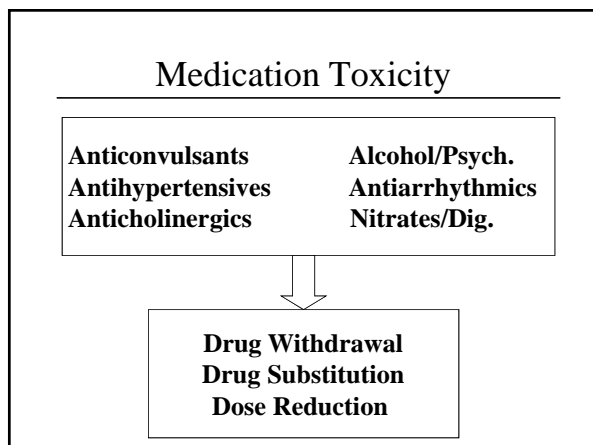 Medication Toxicity
Anticonvulsants Alcohol/Psych.
Antihypertensives Antiarrhythmics
Anticholinergics Nitrates/Dig.
Drug Withdrawal
Drug Substitution
Dose Reduction